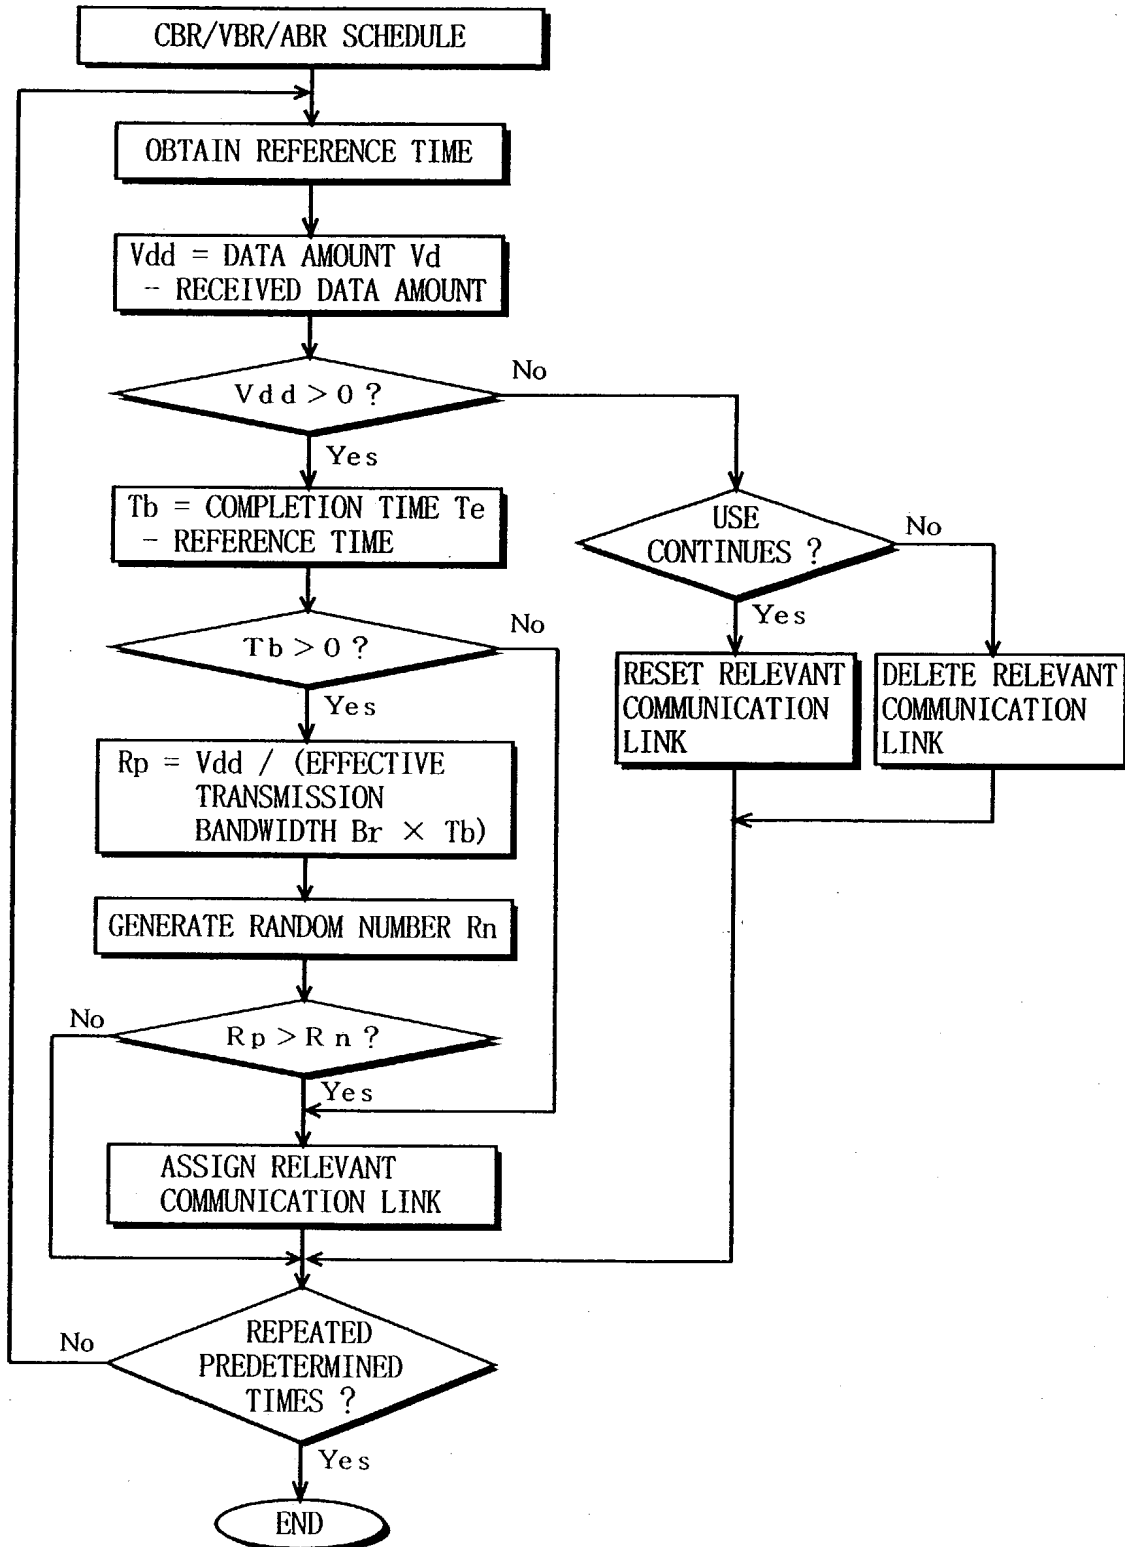 CBR/VBR/ABR SCHEDULE
OBTAIN REFERENCE TIME
Vdd = DATA AMOUNT Vd
- RECEIVED DATA AMOUNT
Vdd > 0 ?
No
Yes
Tb = COMPLETION TIME Te
- REFERENCE TIME
USE
CONTINUES ?
No
Yes
Tb > 0 ?
No
Yes
RESET RELEVANT
COMMUNICATION
LINK
DELETE RELEVANT
COMMUNICATION
LINK
Rp = Vdd / (EFFECTIVE
TRANSMISSION
BANDWIDTH Br × Tb)
GENERATE RANDOM NUMBER Rn
Rp > Rn ?
No
Yes
ASSIGN RELEVANT
COMMUNICATION LINK
REPEATED
PREDETERMINED
TIMES ?
No
Yes
END